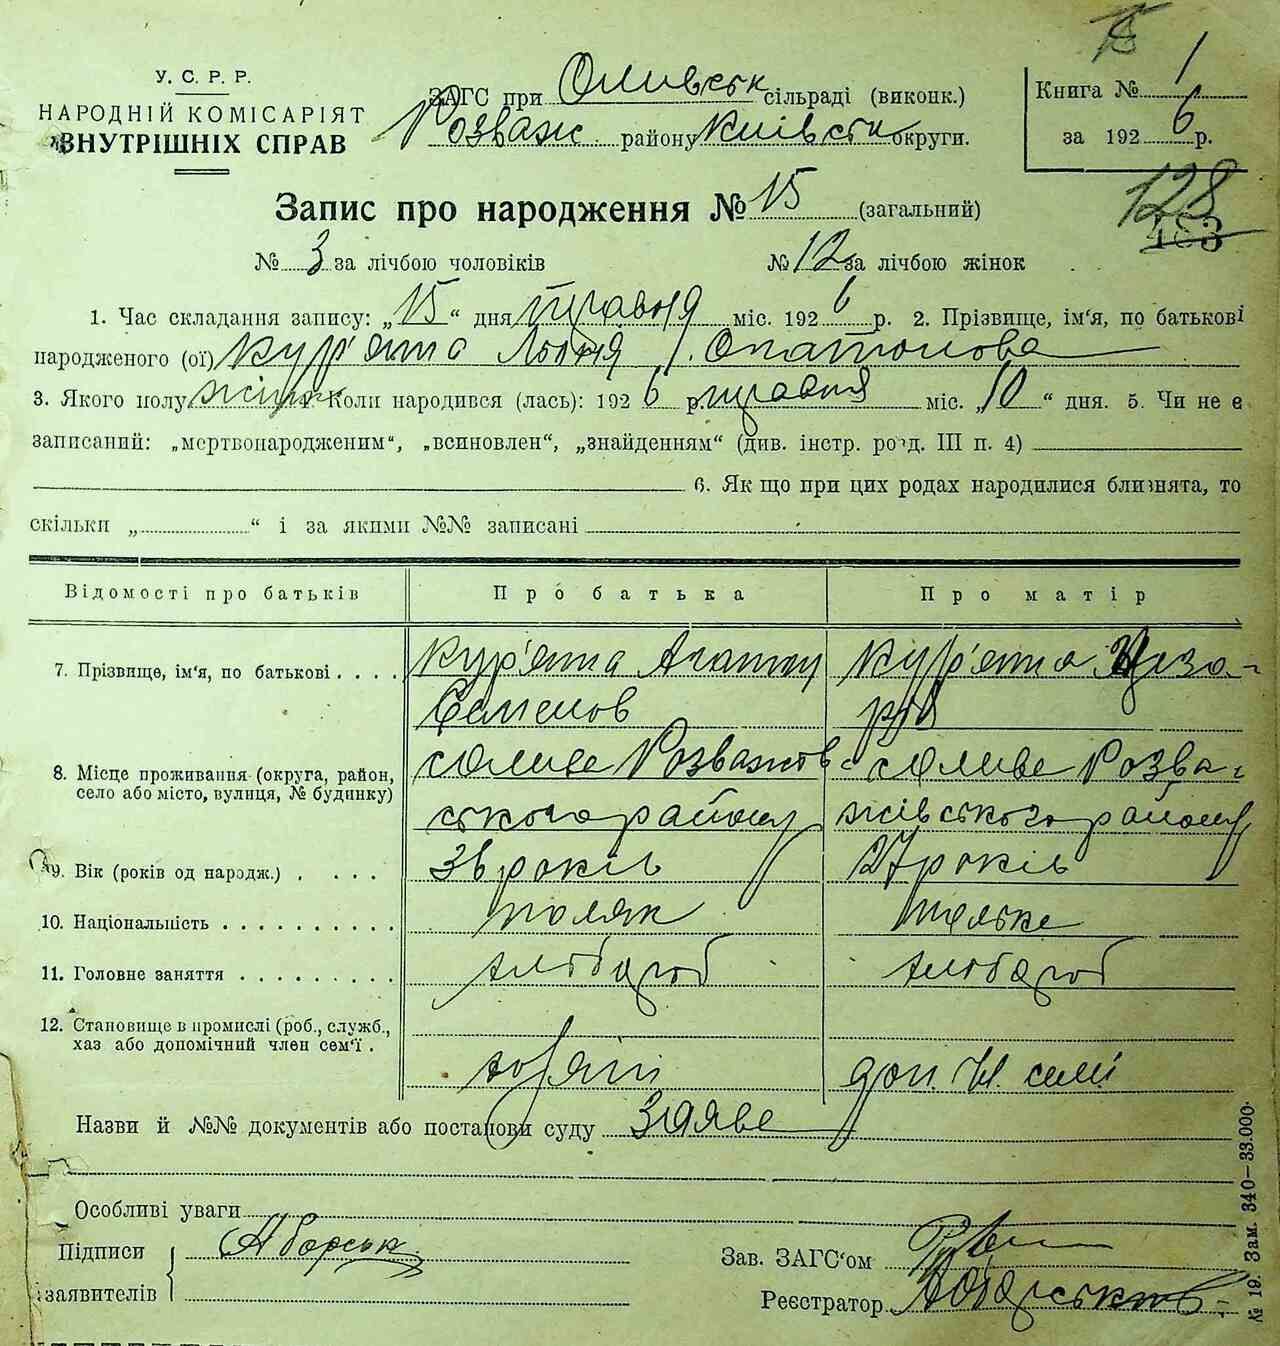 У. С. Р. Р.
НАРОДНІЙ КОМІСАРІЯТ
ВНУТРІШНІХ СПРАВ
ЗАГС при Оливськ сільраді (виконк.)
Розваж району Київськ округи.
Книга № 1
за 1926 р.
128
Запис про народження № 15 (загальний)
№ 3 за лічбою чоловіків № 12 за лічбою жінок
1. Час складання запису: „15“ дня травня міс. 1926 р. 2. Прізвище, ім‘я, по батькові
народженого (ої) Кур'ята
3. Якого полу жін 4. Коли народився (лась): 1926 р. травня міс. „10“ дня. 5. Чи не є
записаний: „мертвонародженим“, „всиновлен“, „знайденням“ (див. інстр. розд. III п. 4)
6. Як що при цих родах народилися близнята, то
скільки „ “ і за якими №№ записані
Відомості про батьків Про батька Про матір
7. Прізвище, ім‘я, по батькові . . . . Кур'ята Кур'ята
Семенов
8. Місце проживання (округа, район, село або місто, вулиця, № будинку) Розважів- Розва-
ського району жівського району
9. Вік (років од народж.) . . . . 36 років 27 років
10. Національність . . . . . . . . . . поляк полька
11. Головне заняття . . . . . . . . хлібороб хлібороб
12. Становище в промислі (роб., служб.,
хаз або допомічний член сем‘ї . хозяїн доп. чл. симї
Назви й №№ документів або постанови суду заява
Особливі уваги
Підписи
заявителів
Зав. ЗАГС‘ом
Реєстратор
№ 19. Зам. 340—33.000.